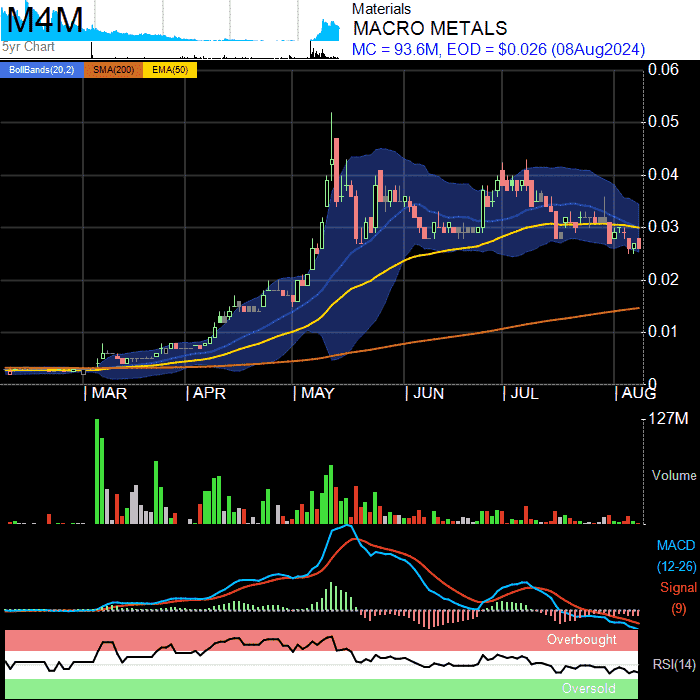 M4M
5yr Chart
Materials
MACRO METALS
MC = 93.6M, EOD = $0.026 (08Aug2024)
BollBands(20,2) SMA(200) EMA(50)
0.06
0.05
0.04
0.03
0.02
0.01
0
MAR APR MAY JUN JUL AUG
127M
Volume
MACD
(12-26)
Signal
(9)
Overbought
RSI(14)
Oversold